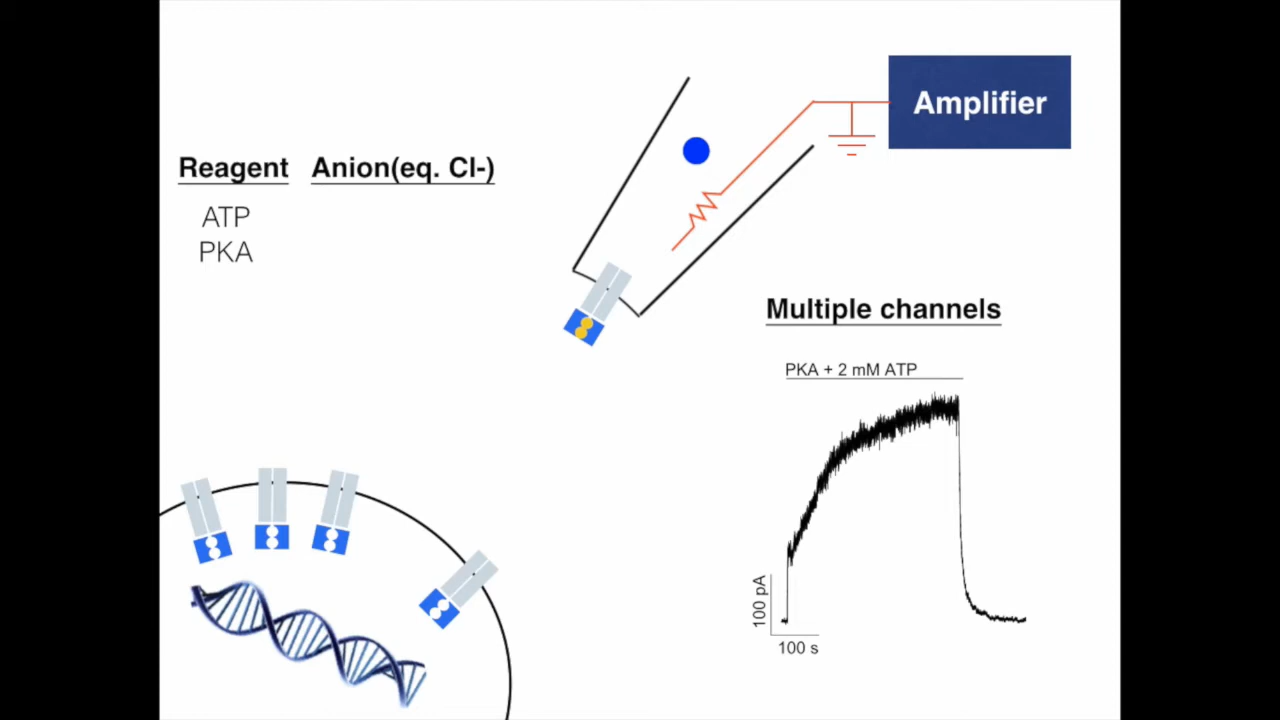 Amplifier
Reagent Anion(eq. Cl-)
ATP
PKA
Multiple channels
PKA + 2 mM ATP
100 pA
100 s